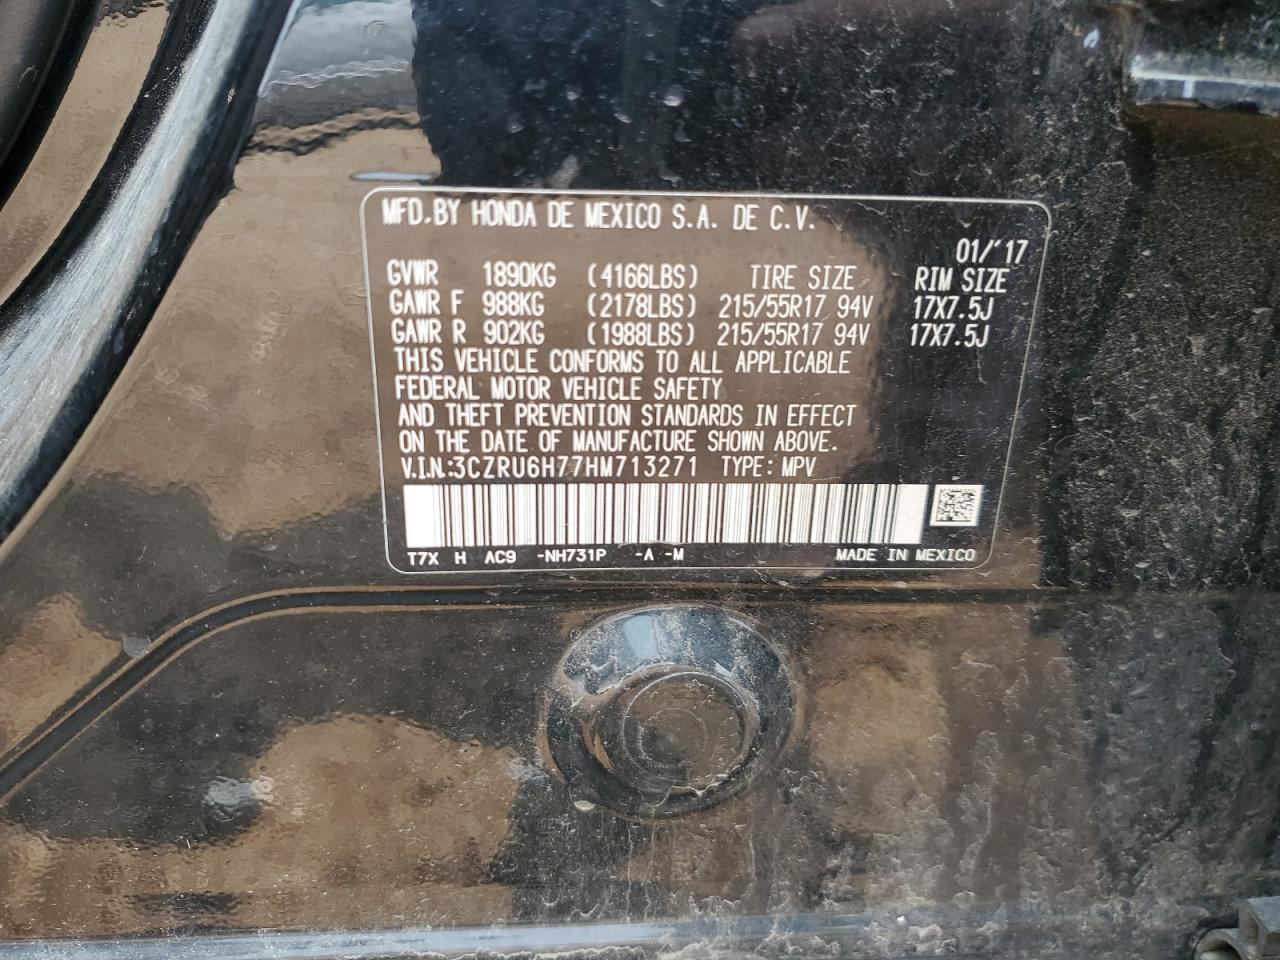 MFD.BY HONDA DE MEXICO S.A. DE C.V.
01/'17
GVWR 1890KG (4166LBS) TIRE SIZE RIM SIZE
GAWR F 988KG (2178LBS) 215/55R17 94V 17X7.5J
GAWR R 902KG (1988LBS) 215/55R17 94V 17X7.5J
THIS VEHICLE CONFORMS TO ALL APPLICABLE
FEDERAL MOTOR VEHICLE SAFETY
AND THEFT PREVENTION STANDARDS IN EFFECT
ON THE DATE OF MANUFACTURE SHOWN ABOVE.
V.I.N.:3CZRU6H77HM713271 TYPE: MPV
T7X H AC9 -NH731P -A -M MADE IN MEXICO